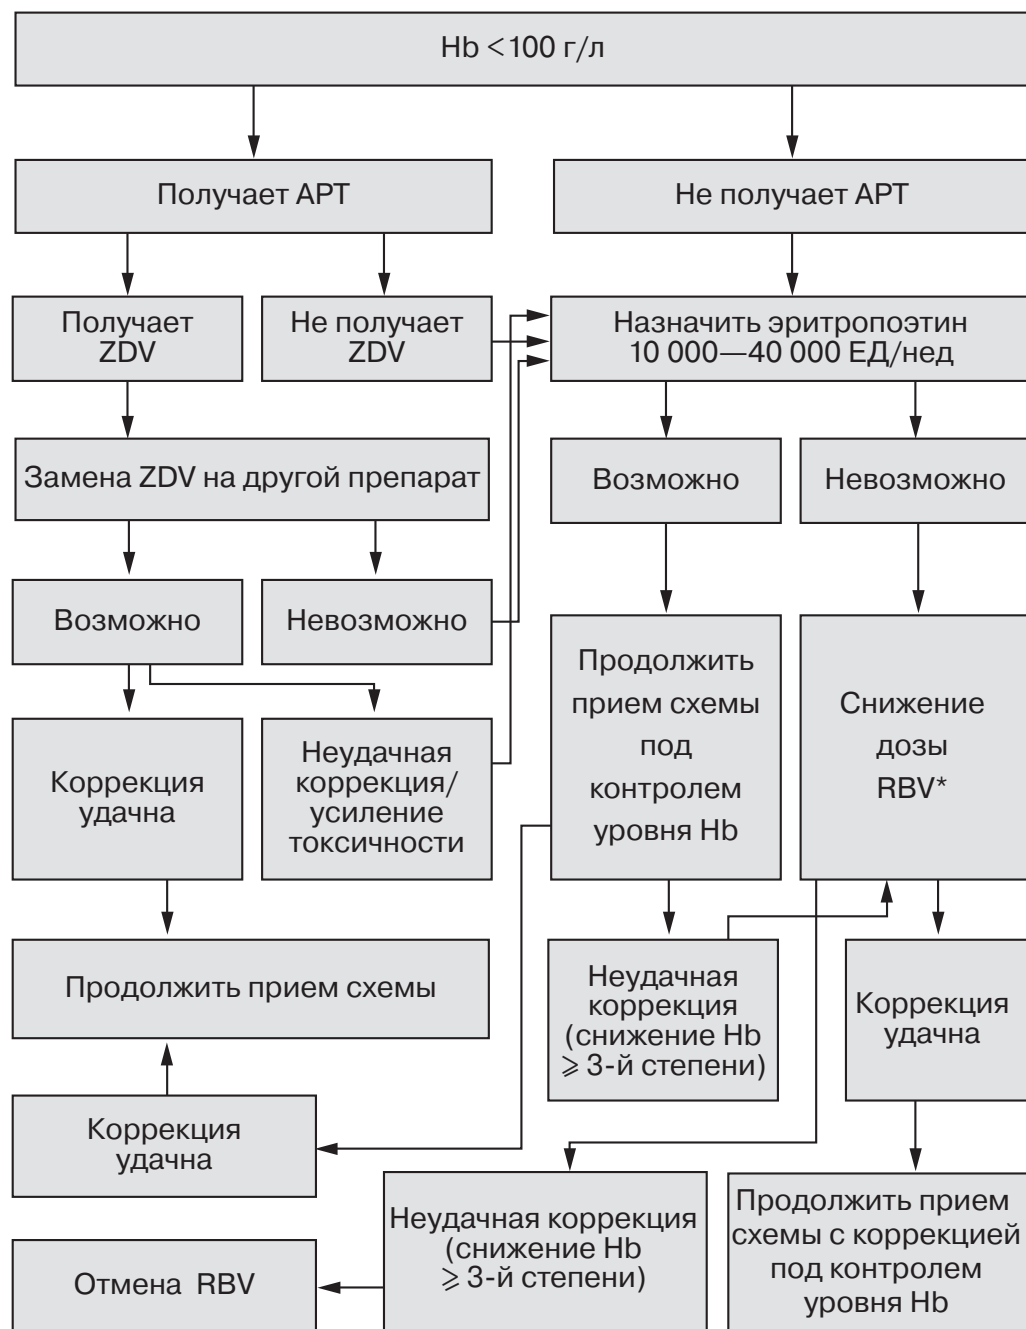 Hb <100 г/л
Получает АРТ
Не получает АРТ
Получает
ZDV
Не получает
ZDV
Назначить эритропоэтин
10 000—40 000 ЕД/нед
Замена ZDV на другой препарат
Возможно
Невозможно
Возможно
Невозможно
Продолжить
прием схемы
под
контролем
уровня Hb
Снижение
дозы
RBV*
Коррекция
удачна
Неудачная
коррекция/
усиление
токсичности
Продолжить прием схемы
Неудачная
коррекция
(снижение Hb
⩾ 3-й степени)
Коррекция
удачна
Коррекция
удачна
Неудачная коррекция
(снижение Hb
⩾ 3-й степени)
Продолжить прием
схемы с коррекцией
под контролем
уровня Hb
Отмена RBV